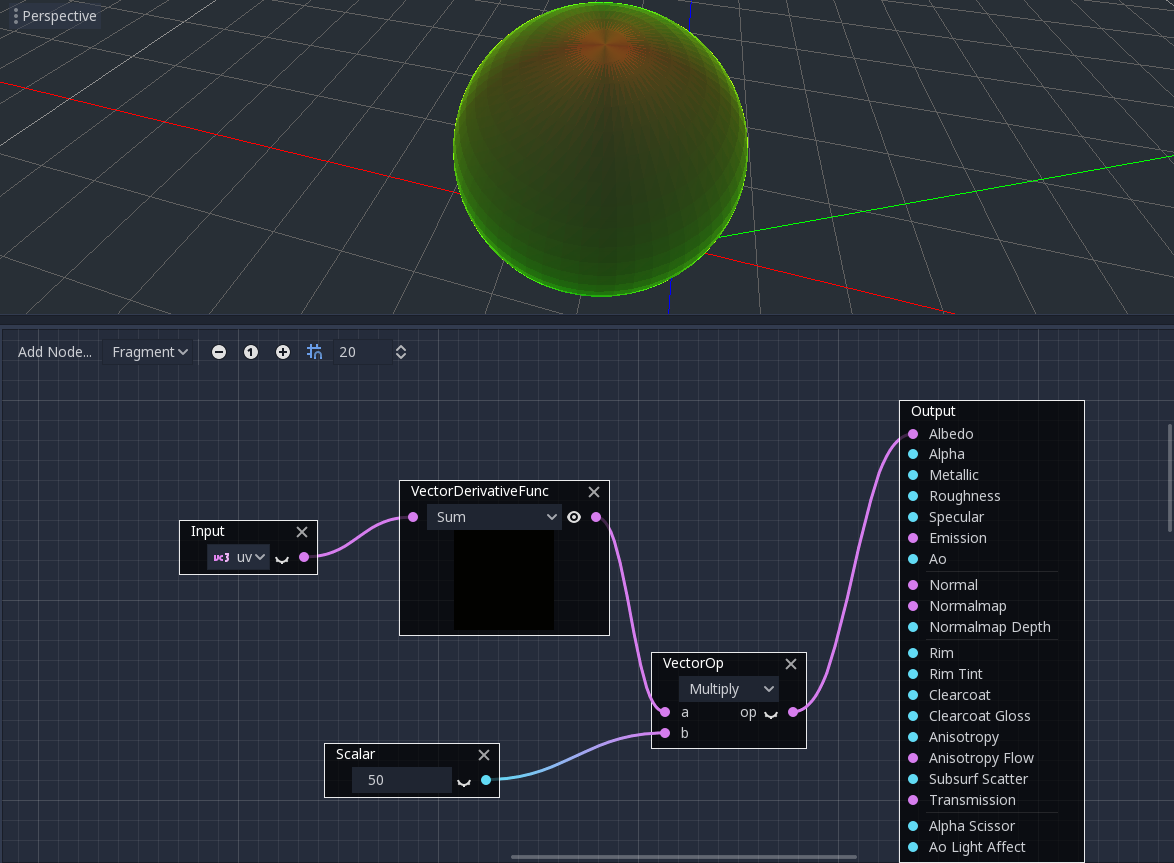 Perspective
Add Node...
Fragment
1
20
Output
Albedo
Alpha
Metallic
Roughness
Specular
Emission
Ao
Normal
Normalmap
Normalmap Depth
Rim
Rim Tint
Clearcoat
Clearcoat Gloss
Anisotropy
Anisotropy Flow
Subsurf Scatter
Transmission
Alpha Scissor
Ao Light Affect
VectorDerivativeFunc
Sum
Input
uv
VectorOp
Multiply
a op
b
Scalar
50